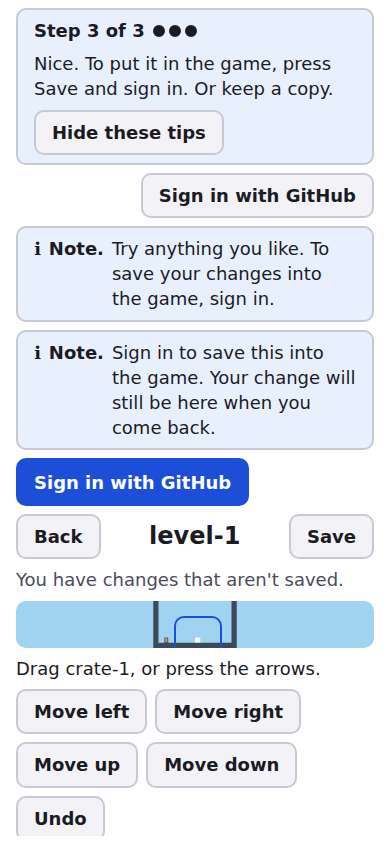 Step 3 of 3
Nice. To put it in the game, press
Save and sign in. Or keep a copy.
Hide these tips
Sign in with GitHub
ℹ Note. Try anything you like. To
save your changes into
the game, sign in.
ℹ Note. Sign in to save this into
the game. Your change will
still be here when you
come back.
Sign in with GitHub
Back level-1 Save
You have changes that aren't saved.
Drag crate-1, or press the arrows.
Move left Move right
Move up Move down
Undo